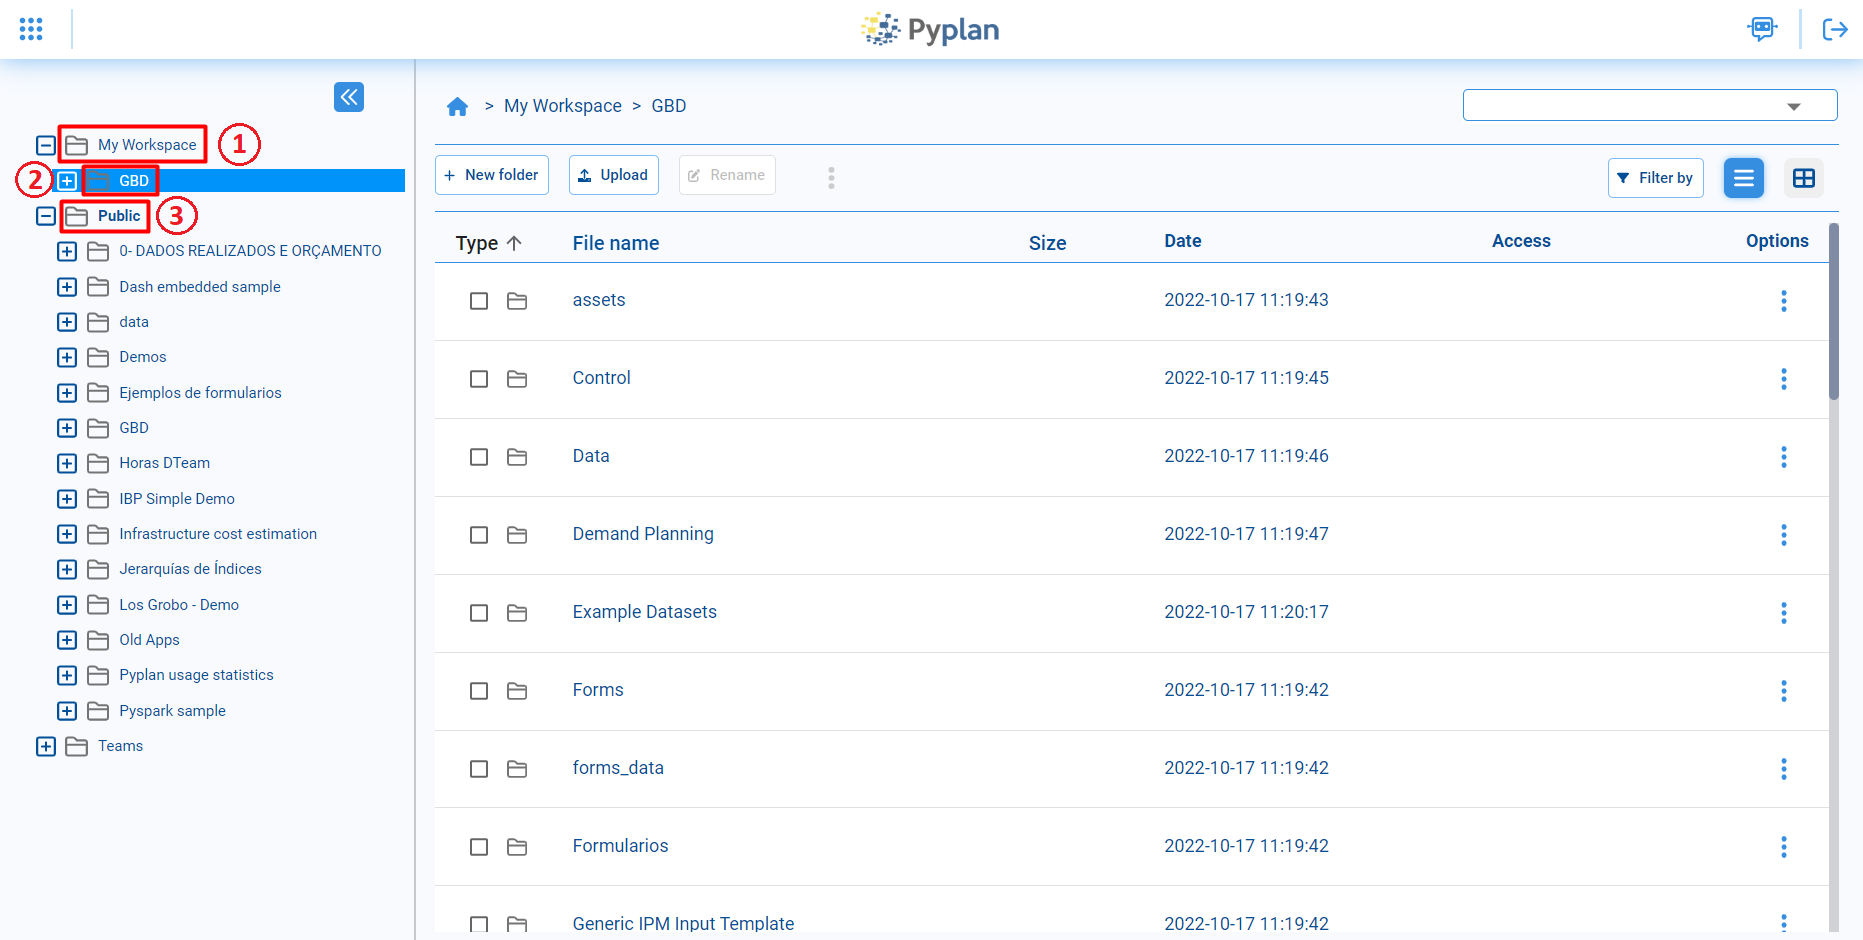 Pyplan
My Workspace 1
2 GBD
Public 3
0- DADOS REALIZADOS E ORÇAMENTO
Dash embedded sample
data
Demos
Ejemplos de formularios
GBD
Horas DTeam
IBP Simple Demo
Infrastructure cost estimation
Jerarquías de Índices
Los Grobo - Demo
Old Apps
Pyplan usage statistics
Pyspark sample
Teams
> My Workspace > GBD
+ New folder Upload Rename Filter by
Type File name Size Date Access Options
assets 2022-10-17 11:19:43
Control 2022-10-17 11:19:45
Data 2022-10-17 11:19:46
Demand Planning 2022-10-17 11:19:47
Example Datasets 2022-10-17 11:20:17
Forms 2022-10-17 11:19:42
forms_data 2022-10-17 11:19:42
Formularios 2022-10-17 11:19:42
Generic IPM Input Template 2022-10-17 11:19:42